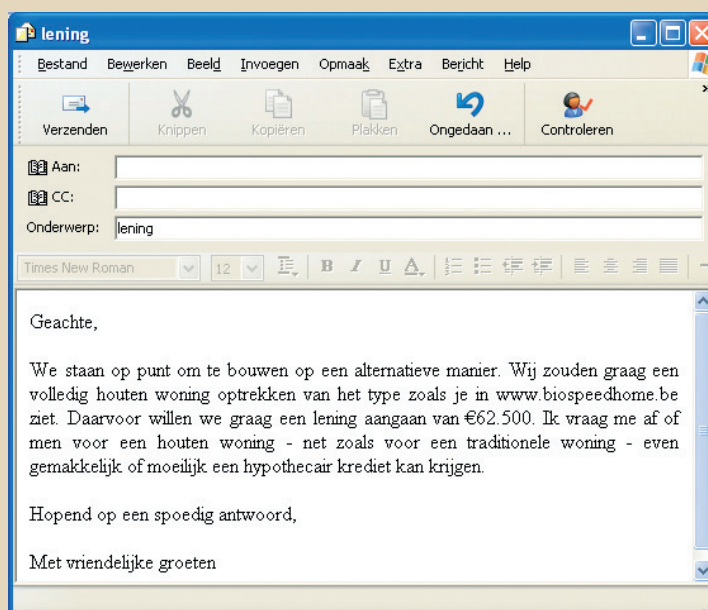 lening
Bestand Bewerken Beeld Invoegen Opmaak Extra Bericht Help
»
Verzenden Knippen Kopiëren Plakken Ongedaan ... Controleren
Aan:
CC:
Onderwerp: lening
Times New Roman 12 B I U A
Geachte,
We staan op punt om te bouwen op een alternatieve manier. Wij zouden graag een
volledig houten woning optrekken van het type zoals je in www.biospeedhome.be
ziet. Daarvoor willen we graag een lening aangaan van €62.500. Ik vraag me af of
men voor een houten woning - net zoals voor een traditionele woning - even
gemakkelijk of moeilijk een hypothecair krediet kan krijgen.
Hopend op een spoedig antwoord,
Met vriendelijke groeten